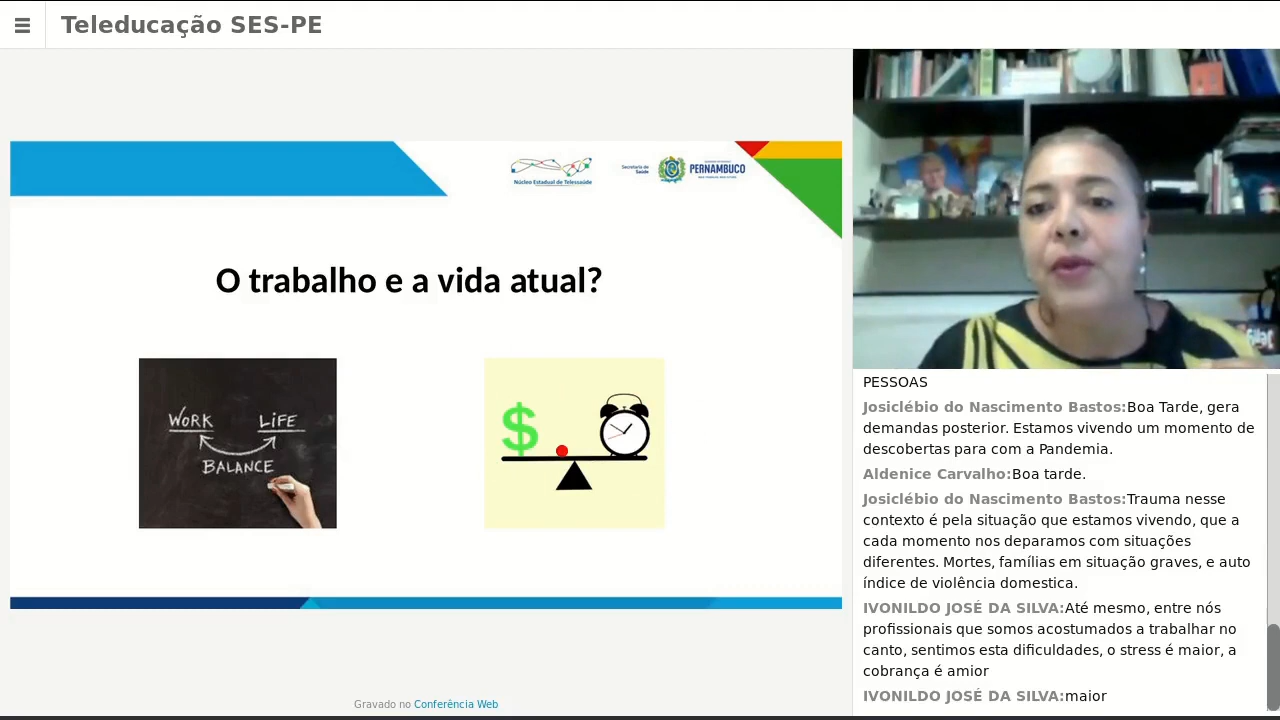 Teleducação SES-PE
Núcleo Estadual de Telessaúde
Secretaria de
Saúde
PERNAMBUCO
O trabalho e a vida atual?
WORK
LIFE
BALANCE
$
PESSOAS
Josiclébio do Nascimento Bastos:Boa Tarde, gera
demandas posterior. Estamos vivendo um momento de
descobertas para com a Pandemia.
Aldenice Carvalho:Boa tarde.
Josiclébio do Nascimento Bastos:Trauma nesse
contexto é pela situação que estamos vivendo, que a
cada momento nos deparamos com situações
diferentes. Mortes, famílias em situação graves, e auto
índice de violência domestica.
IVONILDO JOSÉ DA SILVA:Até mesmo, entre nós
profissionais que somos acostumados a trabalhar no
canto, sentimos esta dificuldades, o stress é maior, a
cobrança é amior
IVONILDO JOSÉ DA SILVA:maior
Gravado no Conferência Web